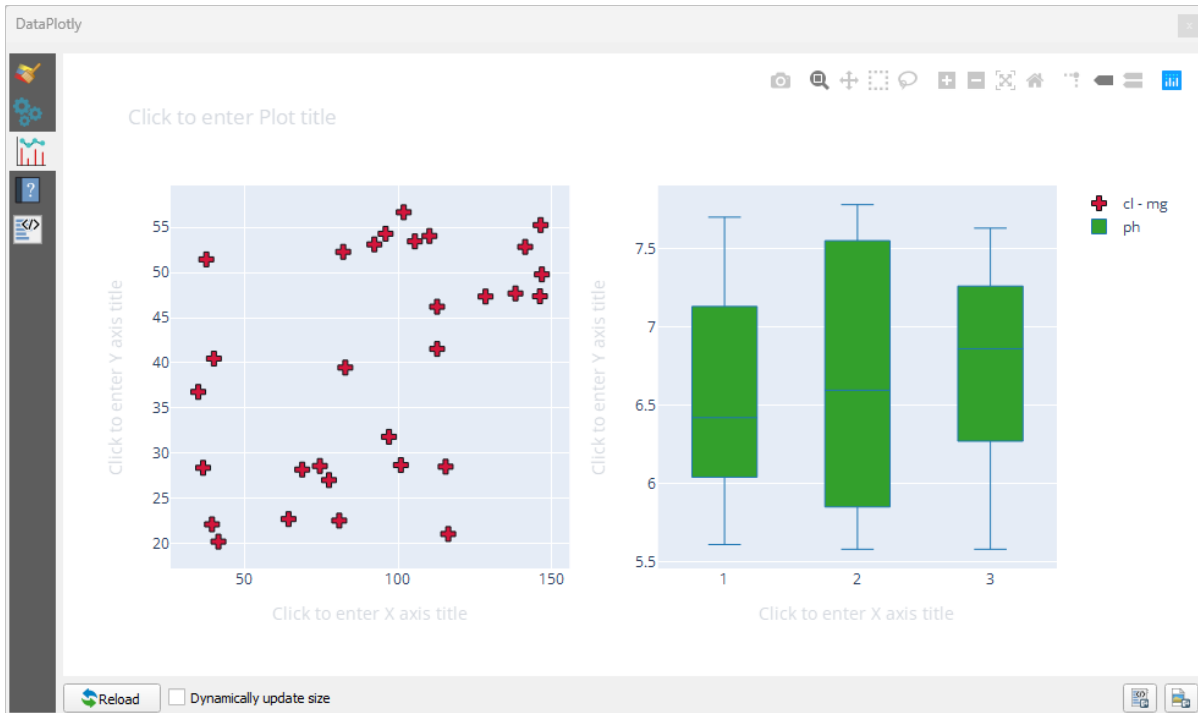 DataPlotly
x
Click to enter Plot title
?
</>
55
50
45
40
35
30
25
20
Click to enter Y axis title
50 100 150
Click to enter X axis title
7.5
7
6.5
6
5.5
Click to enter Y axis title
1 2 3
Click to enter X axis title
cl - mg
ph
Reload Dynamically update size